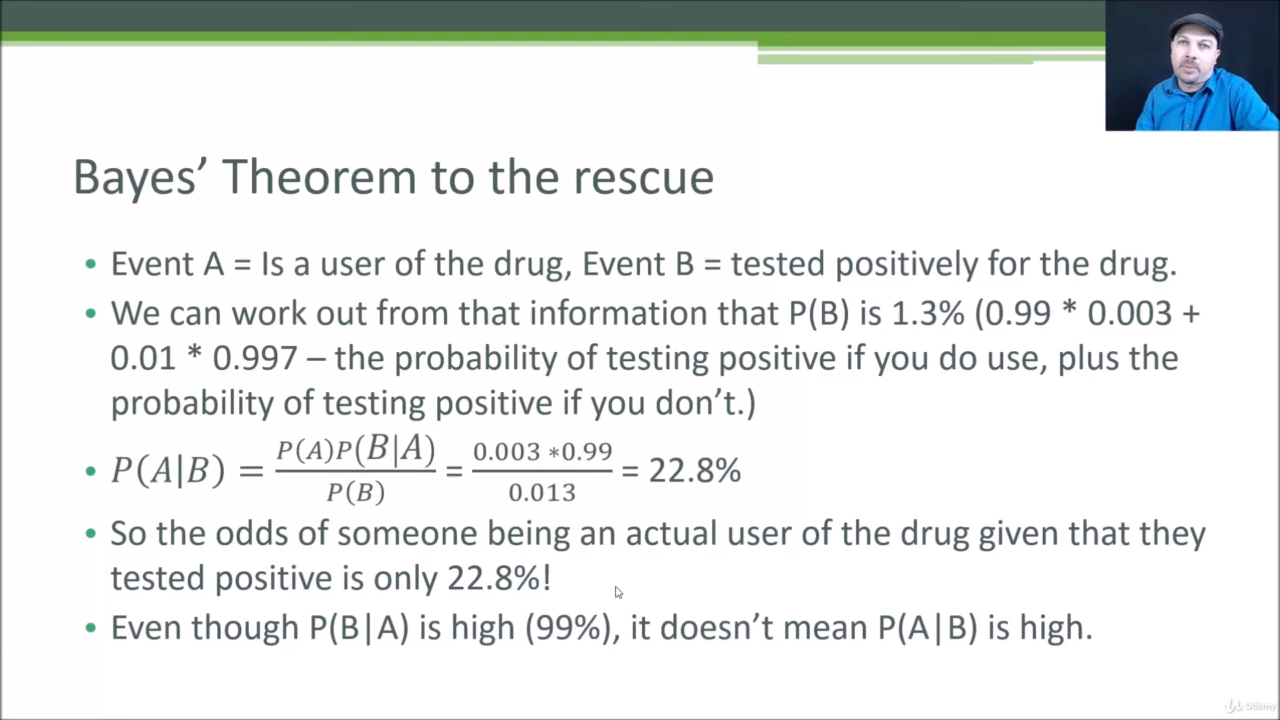 Bayes’ Theorem to the rescue
• Event A = Is a user of the drug, Event B = tested positively for the drug.
• We can work out from that information that P(B) is 1.3% (0.99 * 0.003 +
0.01 * 0.997 – the probability of testing positive if you do use, plus the
probability of testing positive if you don’t.)
• P(A|B) = P(A)P(B|A) / P(B) = 0.003 *0.99 / 0.013 = 22.8%
• So the odds of someone being an actual user of the drug given that they
tested positive is only 22.8%!
• Even though P(B|A) is high (99%), it doesn’t mean P(A|B) is high.
Udemy